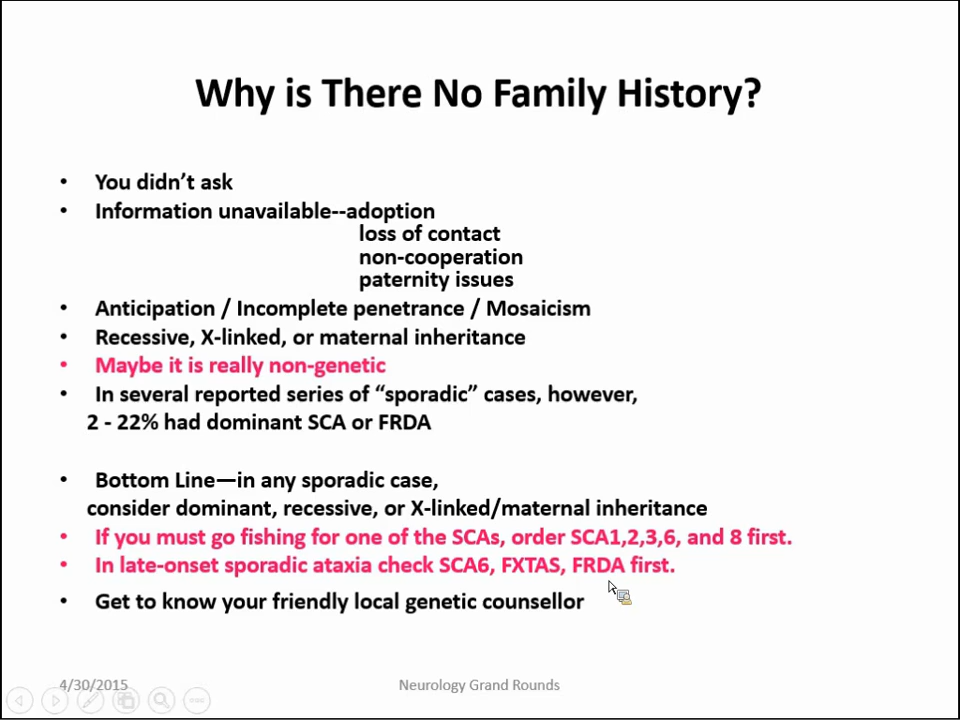 Why is There No Family History?
• You didn’t ask
• Information unavailable--adoption
loss of contact
non-cooperation
paternity issues
• Anticipation / Incomplete penetrance / Mosaicism
• Recessive, X-linked, or maternal inheritance
• Maybe it is really non-genetic
• In several reported series of “sporadic” cases, however,
2 - 22% had dominant SCA or FRDA
• Bottom Line—in any sporadic case,
consider dominant, recessive, or X-linked/maternal inheritance
• If you must go fishing for one of the SCAs, order SCA1,2,3,6, and 8 first.
• In late-onset sporadic ataxia check SCA6, FXTAS, FRDA first.
• Get to know your friendly local genetic counsellor
4/30/2015
Neurology Grand Rounds